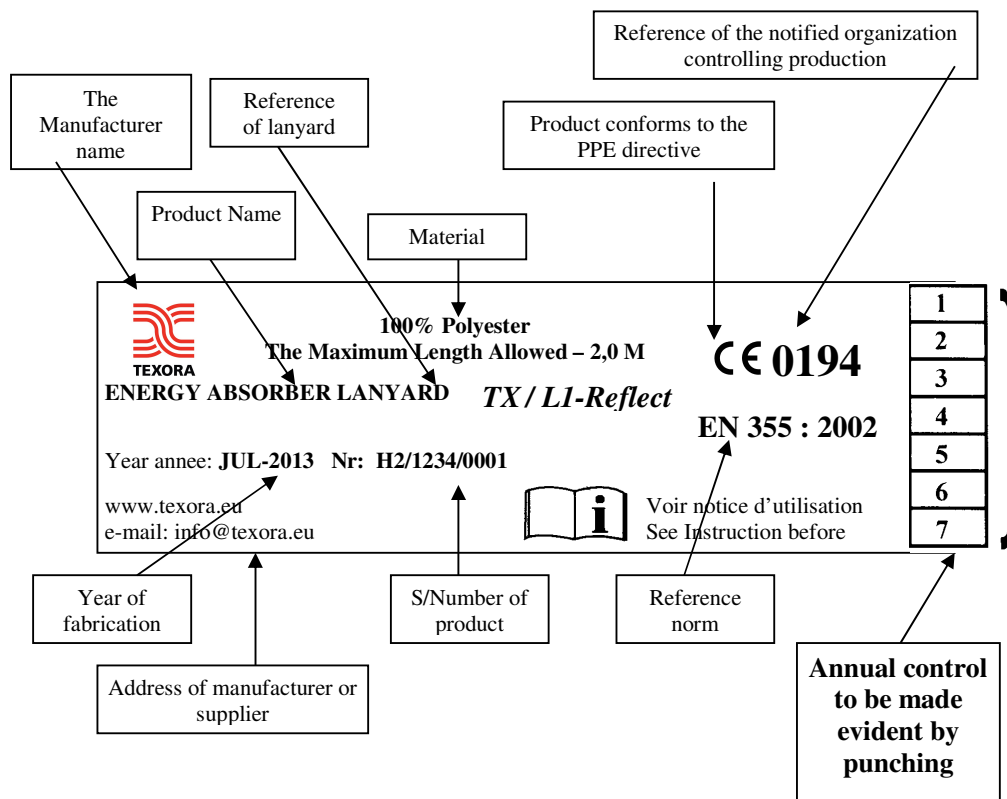 Reference of the notified organization
controlling production
The
Manufacturer
name
Reference
of lanyard
Product conforms to the
PPE directive
Product Name
Material
TEXORA
100% Polyester
The Maximum Length Allowed – 2,0 M
ENERGY ABSORBER LANYARD
TX / L1-Reflect
CE 0194
EN 355 : 2002
Year annee: JUL-2013 Nr: H2/1234/0001
www.texora.eu
e-mail: info@texora.eu
i
Voir notice d'utilisation
See Instruction before
1
2
3
4
5
6
7
Year of
fabrication
S/Number of
product
Reference
norm
Address of manufacturer or
supplier
Annual control
to be made
evident by
punching